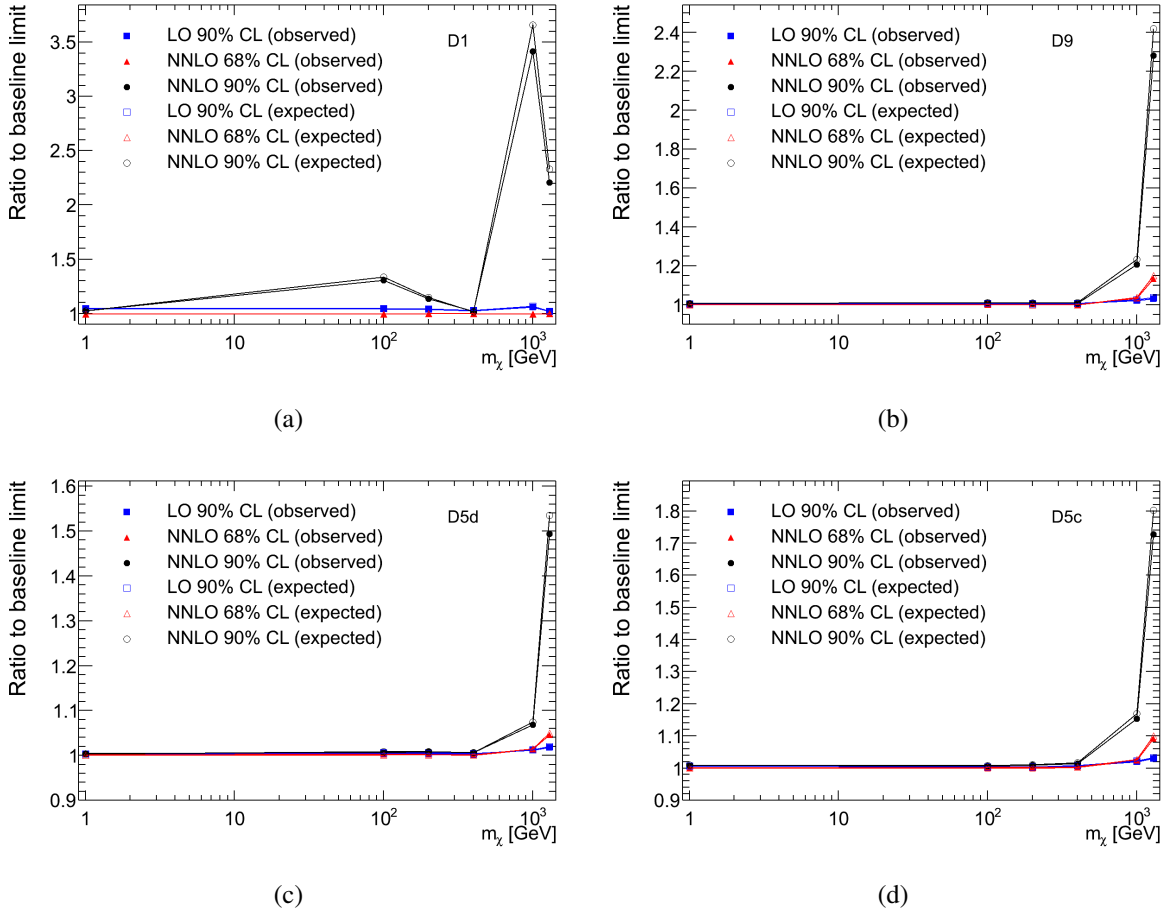 Ratio to baseline limit
3.5
3
2.5
2
1.5
1
LO 90% CL (observed)
NNLO 68% CL (observed)
NNLO 90% CL (observed)
LO 90% CL (expected)
NNLO 68% CL (expected)
NNLO 90% CL (expected)
D1
1
10
10²
10³
mχ [GeV]
(a)
Ratio to baseline limit
2.4
2.2
2
1.8
1.6
1.4
1.2
1
LO 90% CL (observed)
NNLO 68% CL (observed)
NNLO 90% CL (observed)
LO 90% CL (expected)
NNLO 68% CL (expected)
NNLO 90% CL (expected)
D9
1
10
10²
10³
mχ [GeV]
(b)
Ratio to baseline limit
1.6
1.5
1.4
1.3
1.2
1.1
1
0.9
LO 90% CL (observed)
NNLO 68% CL (observed)
NNLO 90% CL (observed)
LO 90% CL (expected)
NNLO 68% CL (expected)
NNLO 90% CL (expected)
D5d
1
10
10²
10³
mχ [GeV]
(c)
Ratio to baseline limit
1.8
1.7
1.6
1.5
1.4
1.3
1.2
1.1
1
0.9
LO 90% CL (observed)
NNLO 68% CL (observed)
NNLO 90% CL (observed)
LO 90% CL (expected)
NNLO 68% CL (expected)
NNLO 90% CL (expected)
D5c
1
10
10²
10³
mχ [GeV]
(d)